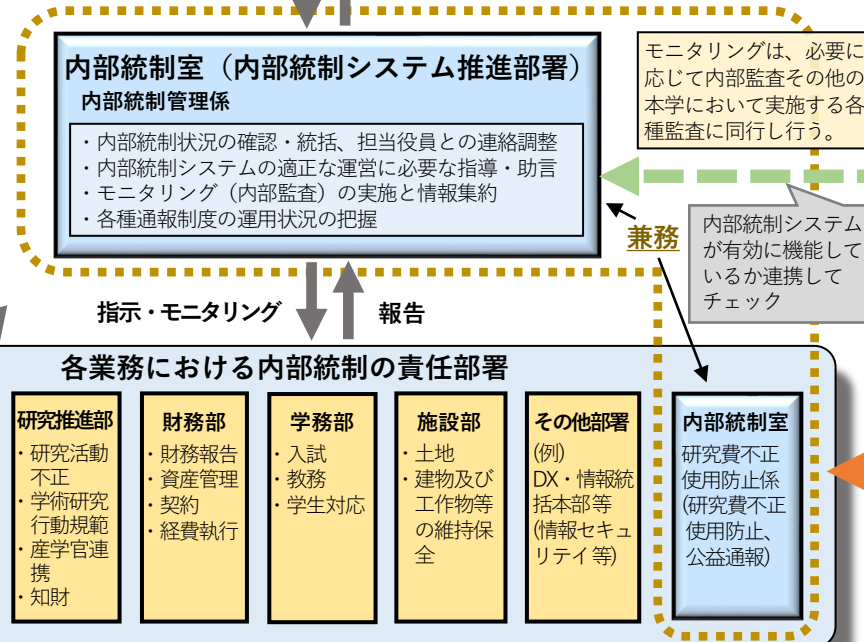 内部統制室（内部統制システム推進部署）
内部統制管理係
・内部統制状況の確認・統括、担当役員との連絡調整
・内部統制システムの適正な運営に必要な指導・助言
・モニタリング（内部監査）の実施と情報集約
・各種通報制度の運用状況の把握
モニタリングは、必要に
応じて内部監査その他の
本学において実施する各
種監査に同行し行う。
兼務
内部統制システム
が有効に機能して
いるか連携して
チェック
指示・モニタリング
報告
各業務における内部統制の責任部署
研究推進部
・研究活動
不正
・学術研究
行動規範
・産学官連
携
・知財
財務部
・財務報告
・資産管理
・契約
・経費執行
学務部
・入試
・教務
・学生対応
施設部
・土地
・建物及び
工作物等
の維持保
全
その他部署
(例)
DX・情報統
括本部等
(情報セキュ
リテイ等)
内部統制室
研究費不正
使用防止係
(研究費不正
使用防止、
公益通報)